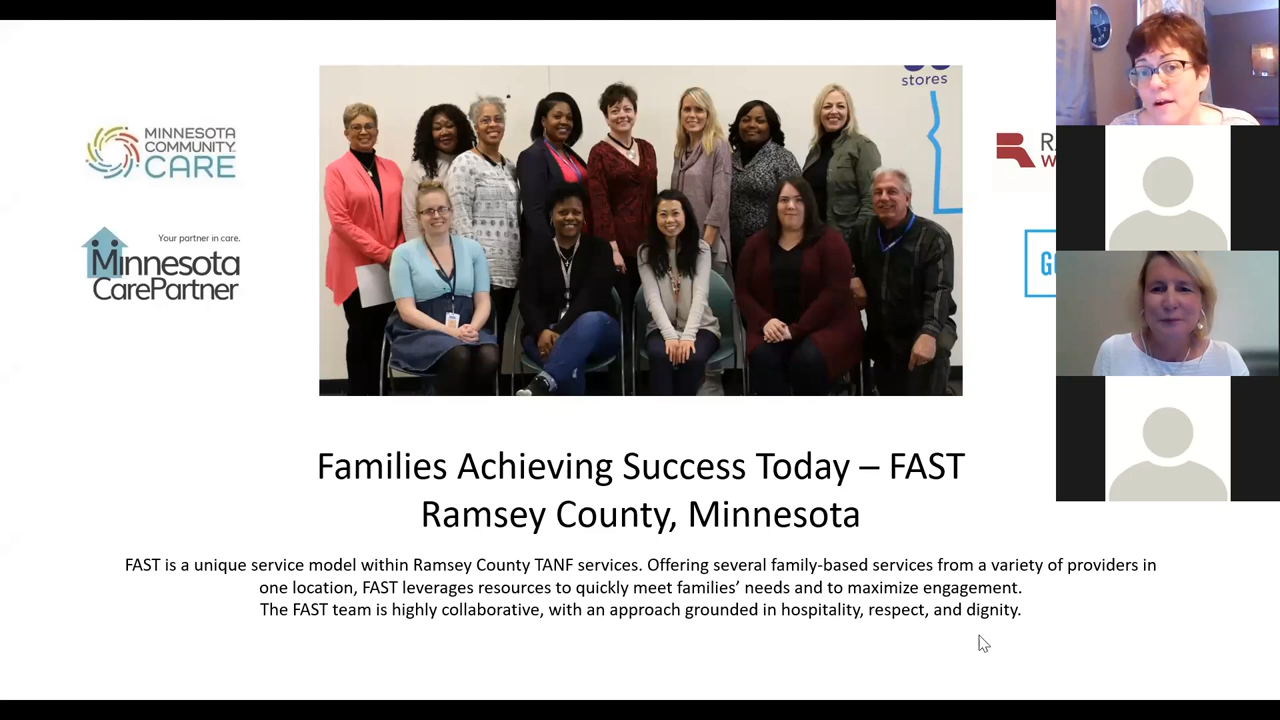 stores
MINNESOTA
COMMUNITY
CARE
Your partner in care.
Minnesota
CarePartner
Families Achieving Success Today – FAST
Ramsey County, Minnesota
FAST is a unique service model within Ramsey County TANF services. Offering several family-based services from a variety of providers in
one location, FAST leverages resources to quickly meet families’ needs and to maximize engagement.
The FAST team is highly collaborative, with an approach grounded in hospitality, respect, and dignity.